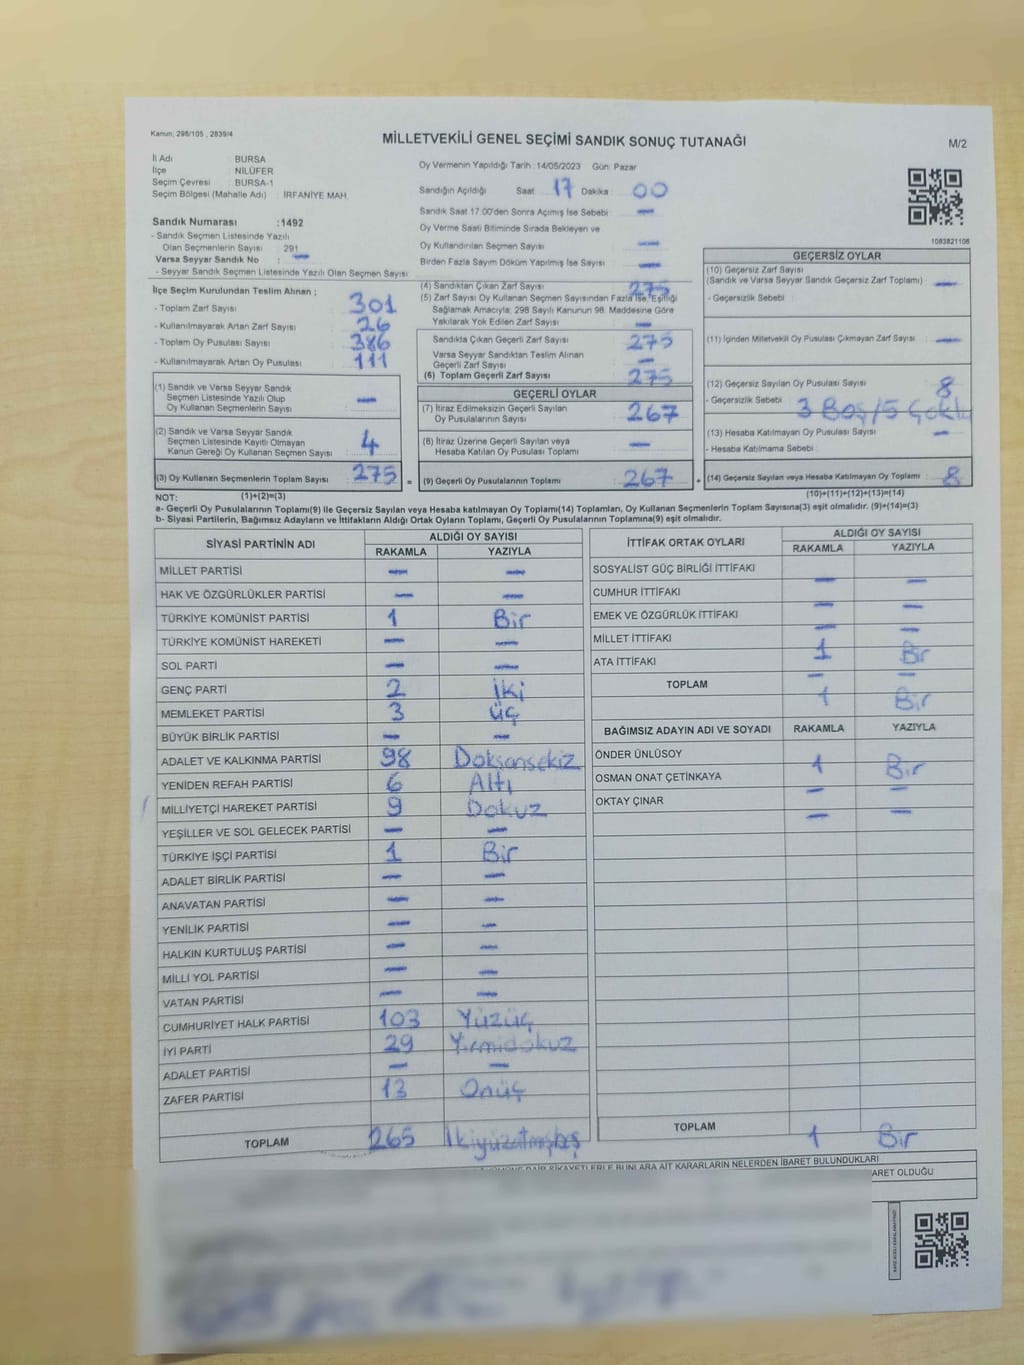 Kanun; 298/105 , 2839/4
MİLLETVEKİLİ GENEL SEÇİMİ SANDIK SONUÇ TUTANAĞI
M/2
İl Adı : BURSA
İlçe : NİLÜFER
Seçim Çevresi : BURSA-1
Seçim Bölgesi (Mahalle Adı) : İRFANİYE MAH.
Oy Vermenin Yapıldığı Tarih : 14/05/2023 Gün: Pazar
Sandığın Açıldığı Saat 17 Dakika : 00
Sandık Saat 17:00'den Sonra Açımış İse Sebebi : —
Oy Verme Saati Bitiminde Sırada Bekleyen ve
Oy Kullandırılan Seçmen Sayısı : —
Birden Fazla Sayım Döküm Yapılmış İse Sayısı : —
Sandık Numarası :1492
- Sandık Seçmen Listesinde Yazılı
Olan Seçmenlerin Sayısı 291
Varsa Seyyar Sandık No : —
- Seyyar Sandık Seçmen Listesinde Yazılı Olan Seçmen Sayısı :
1083821106
İlçe Seçim Kurulundan Teslim Alınan ;
- Toplam Zarf Sayısı : 301
- Kullanılmayarak Artan Zarf Sayısı : 26
- Toplam Oy Pusulası Sayısı : 386
- Kullanılmayarak Artan Oy Pusulası : 111
(1) Sandık ve Varsa Seyyar Sandık
Seçmen Listesinde Yazılı Olup
Oy Kullanan Seçmenlerin Sayısı : —
(2) Sandık ve Varsa Seyyar Sandık
Seçmen Listesinde Kayıtlı Olmayan
Kanun Gereği Oy Kullanan Seçmen Sayısı : 4
(3) Oy Kullanan Seçmenlerin Toplam Sayısı : 275 =
(4) Sandıktan Çıkan Zarf Sayısı : 275
(5) Zarf Sayısı Oy Kullanan Seçmen Sayısından Fazla İse, Eşitliği
Sağlamak Amacıyla; 298 Sayılı Kanunun 98. Maddesine Göre
Yakılarak Yok Edilen Zarf Sayısı : —
Sandıkta Çıkan Geçerli Zarf Sayısı : 275
Varsa Seyyar Sandıktan Teslim Alınan
Geçerli Zarf Sayısı : —
(6) Toplam Geçerli Zarf Sayısı : 275
GEÇERLİ OYLAR
(7) İtiraz Edilmeksizin Geçerli Sayılan
Oy Pusulalarının Sayısı : 267
(8) İtiraz Üzerine Geçerli Sayılan veya
Hesaba Katılan Oy Pusulası Toplamı : —
(9) Geçerli Oy Pusulalarının Toplamı : 267 +
GEÇERSİZ OYLAR
(10) Geçersiz Zarf Sayısı
(Sandık ve Varsa Seyyar Sandık Geçersiz Zarf Toplamı) : —
- Geçersizlik Sebebi :
(11) İçinden Milletvekili Oy Pusulası Çıkmayan Zarf Sayısı : —
(12) Geçersiz Sayılan Oy Pusulası Sayısı : 8
- Geçersizlik Sebebi : 3 Boş/5 Çoklu
(13) Hesaba Katılmayan Oy Pusulası Sayısı : —
- Hesaba Katılmama Sebebi :
(14) Geçersiz Sayılan veya Hesaba Katılmayan Oy Toplamı : 8
NOT: (1)+(2)=(3)
(10)+(11)+(12)+(13)=(14)
a- Geçerli Oy Pusulalarının Toplamı(9) ile Geçersiz Sayılan veya Hesaba Katılmayan Oy Toplamı(14) Toplamları, Oy Kullanan Seçmenlerin Toplam Sayısına(3) eşit olmalıdır. (9)+(14)=(3)
b- Siyasi Partilerin, Bağımsız Adayların ve İttifakların Aldığı Ortak Oyların Toplamı, Geçerli Oy Pusulalarının Toplamına(9) eşit olmalıdır.
SİYASİ PARTİNİN ADI ALDIĞI OY SAYISI
RAKAMLA YAZIYLA
MİLLET PARTİSİ — —
HAK VE ÖZGÜRLÜKLER PARTİSİ — —
TÜRKİYE KOMÜNİST PARTİSİ 1 Bir
TÜRKİYE KOMÜNİST HAREKETİ — —
SOL PARTİ — —
GENÇ PARTİ 2 İki
MEMLEKET PARTİSİ 3 üç
BÜYÜK BİRLİK PARTİSİ — —
ADALET VE KALKINMA PARTİSİ 98 Doksansekiz
YENİDEN REFAH PARTİSİ 6 Altı
MİLLİYETÇİ HAREKET PARTİSİ 9 Dokuz
YEŞİLLER VE SOL GELECEK PARTİSİ — —
TÜRKİYE İŞÇİ PARTİSİ 1 Bir
ADALET BİRLİK PARTİSİ — —
ANAVATAN PARTİSİ — —
YENİLİK PARTİSİ — —
HALKIN KURTULUŞ PARTİSİ — —
MİLLİ YOL PARTİSİ — —
VATAN PARTİSİ — —
CUMHURİYET HALK PARTİSİ 103 Yüzüç
İYİ PARTİ 29 Yirmidokuz
ADALET PARTİSİ — —
ZAFER PARTİSİ 13 Onüç
TOPLAM 265 İkiyüzatmışbeş
İTTİFAK ORTAK OYLARI ALDIĞI OY SAYISI
RAKAMLA YAZIYLA
SOSYALİST GÜÇ BİRLİĞİ İTTİFAKI — —
CUMHUR İTTİFAKI — —
EMEK VE ÖZGÜRLÜK İTTİFAKI — —
MİLLET İTTİFAKI 1 Bir
ATA İTTİFAKI — —
TOPLAM 1 Bir
BAĞIMSIZ ADAYIN ADI VE SOYADI RAKAMLA YAZIYLA
ÖNDER ÜNLÜSOY 1 Bir
OSMAN ONAT ÇETİNKAYA — —
OKTAY ÇINAR — —
TOPLAM 1 Bir
ŞİKAYETLERLE BUNLARA AİT KARARLARIN NELERDEN İBARET BULUNDUKLARI
ARET OLDUĞU